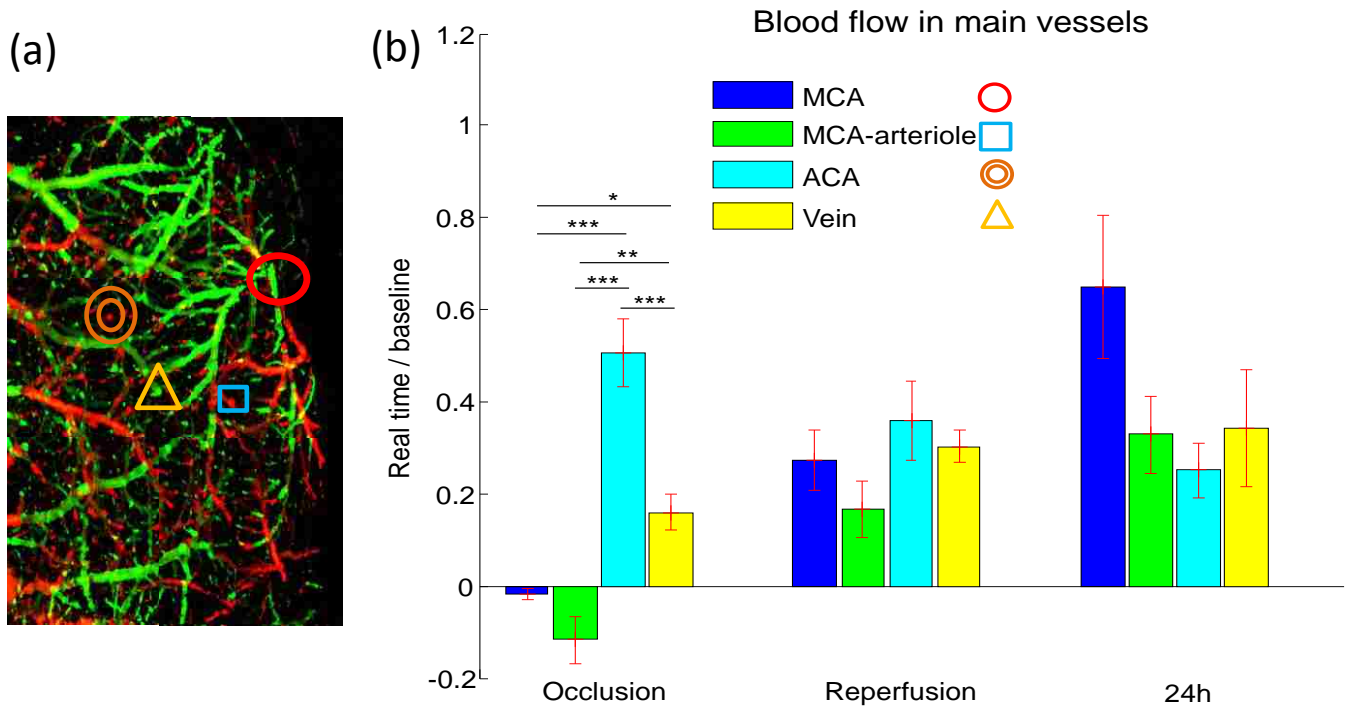 (a)
(b)
Blood flow in main vessels
Real time / baseline
1.2
1
0.8
0.6
0.4
0.2
0
-0.2
MCA
MCA-arteriole
ACA
Vein
*
***
**
***
***
Occlusion
Reperfusion
24h